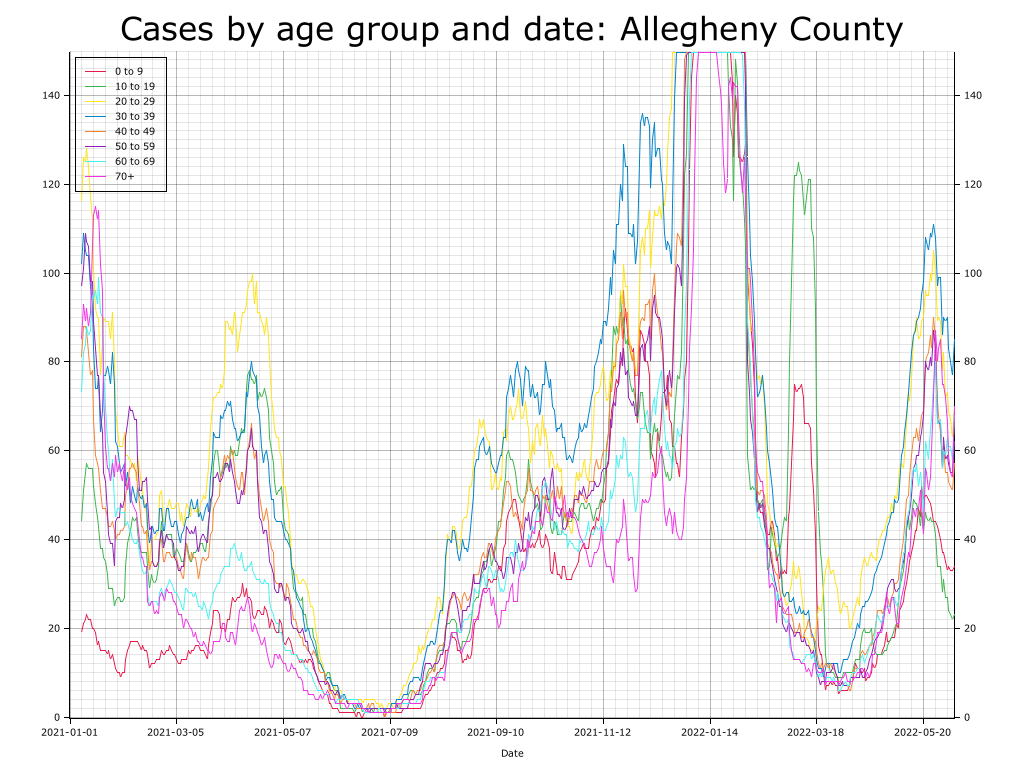 Cases by age group and date: Allegheny County
0 to 9
10 to 19
20 to 29
30 to 39
40 to 49
50 to 59
60 to 69
70+
140 140
120 120
100 100
80 80
60 60
40 40
20 20
0 0
2021-01-01 2021-03-05 2021-05-07 2021-07-09 2021-09-10 2021-11-12 2022-01-14 2022-03-18 2022-05-20
Date